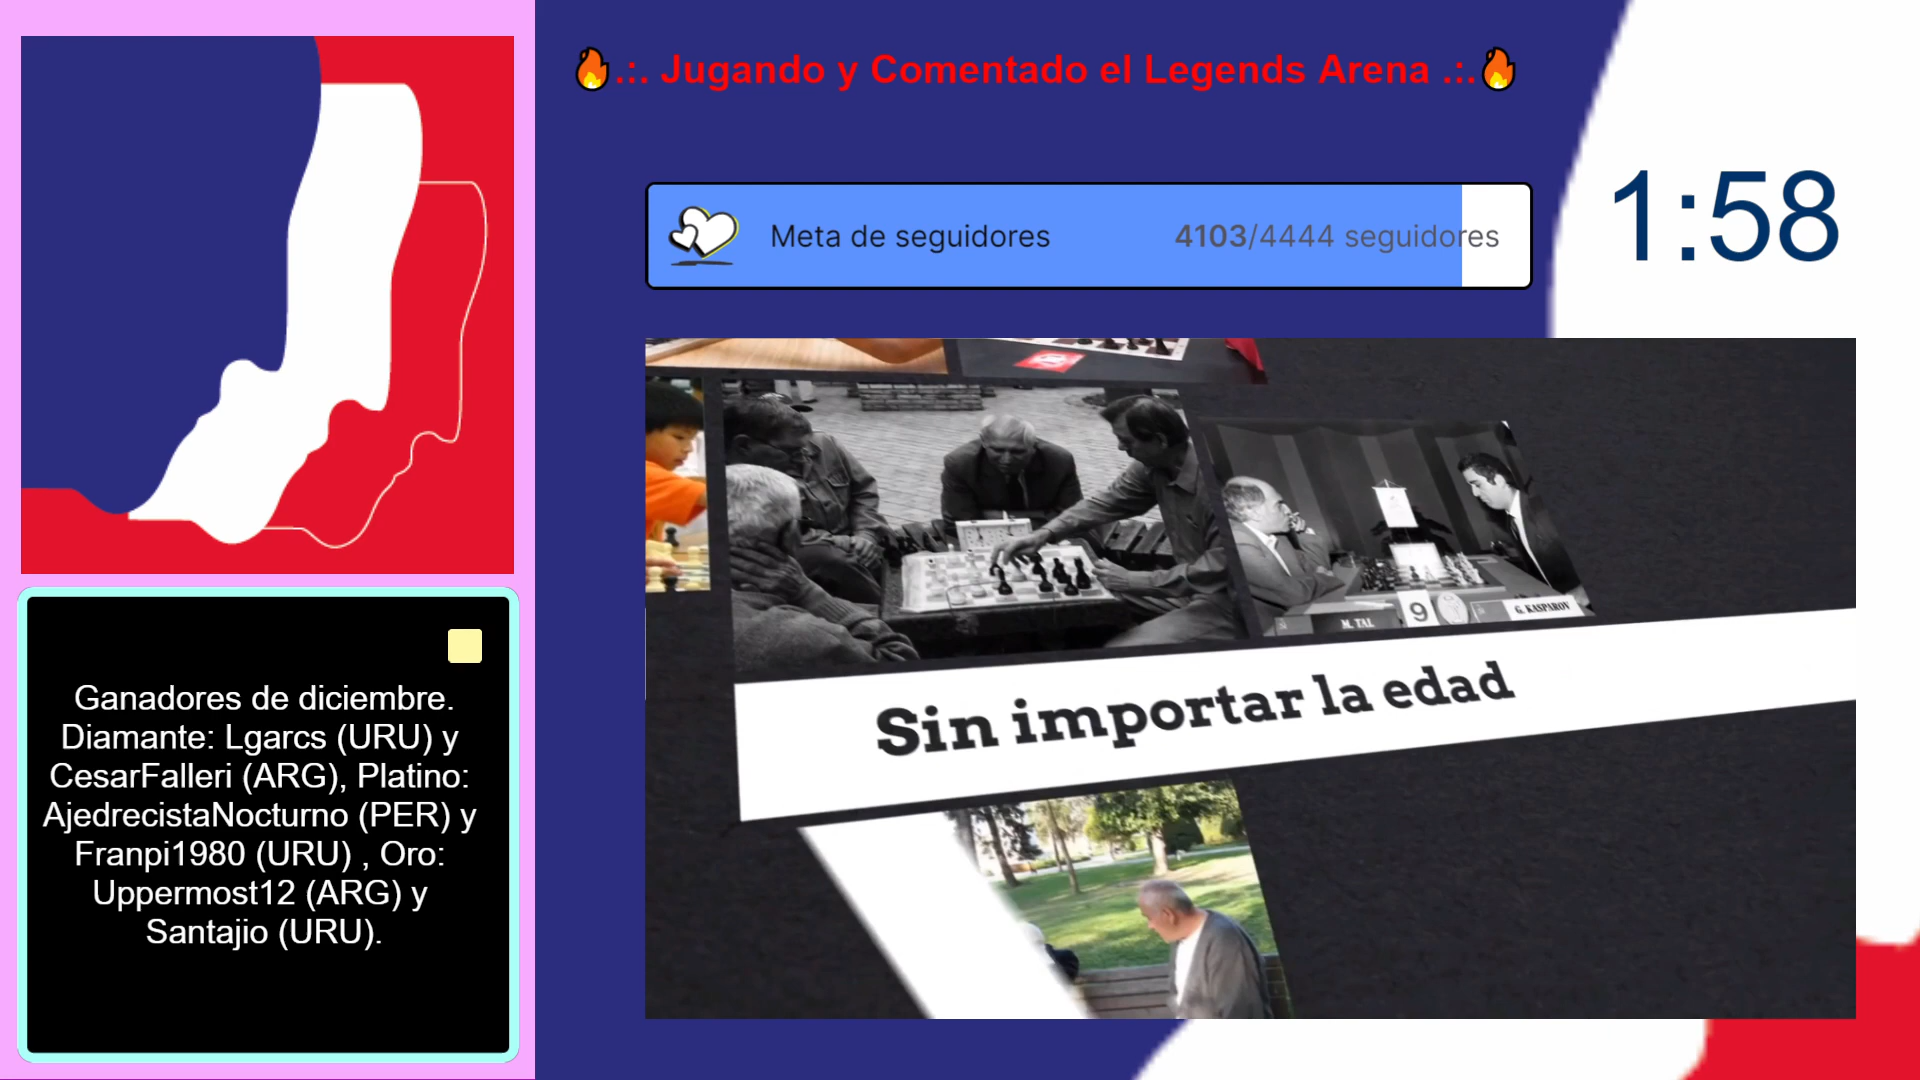 🔥.:. Jugando y Comentado el Legends Arena .:.🔥
1:58
Meta de seguidores 4103/4444 seguidores
M. TAL 9 G. KASPAROV
Sin importar la edad
Ganadores de diciembre.
Diamante: Lgarcs (URU) y
CesarFalleri (ARG), Platino:
AjedrecistaNocturno (PER) y
Franpi1980 (URU) , Oro:
Uppermost12 (ARG) y
Santajio (URU).